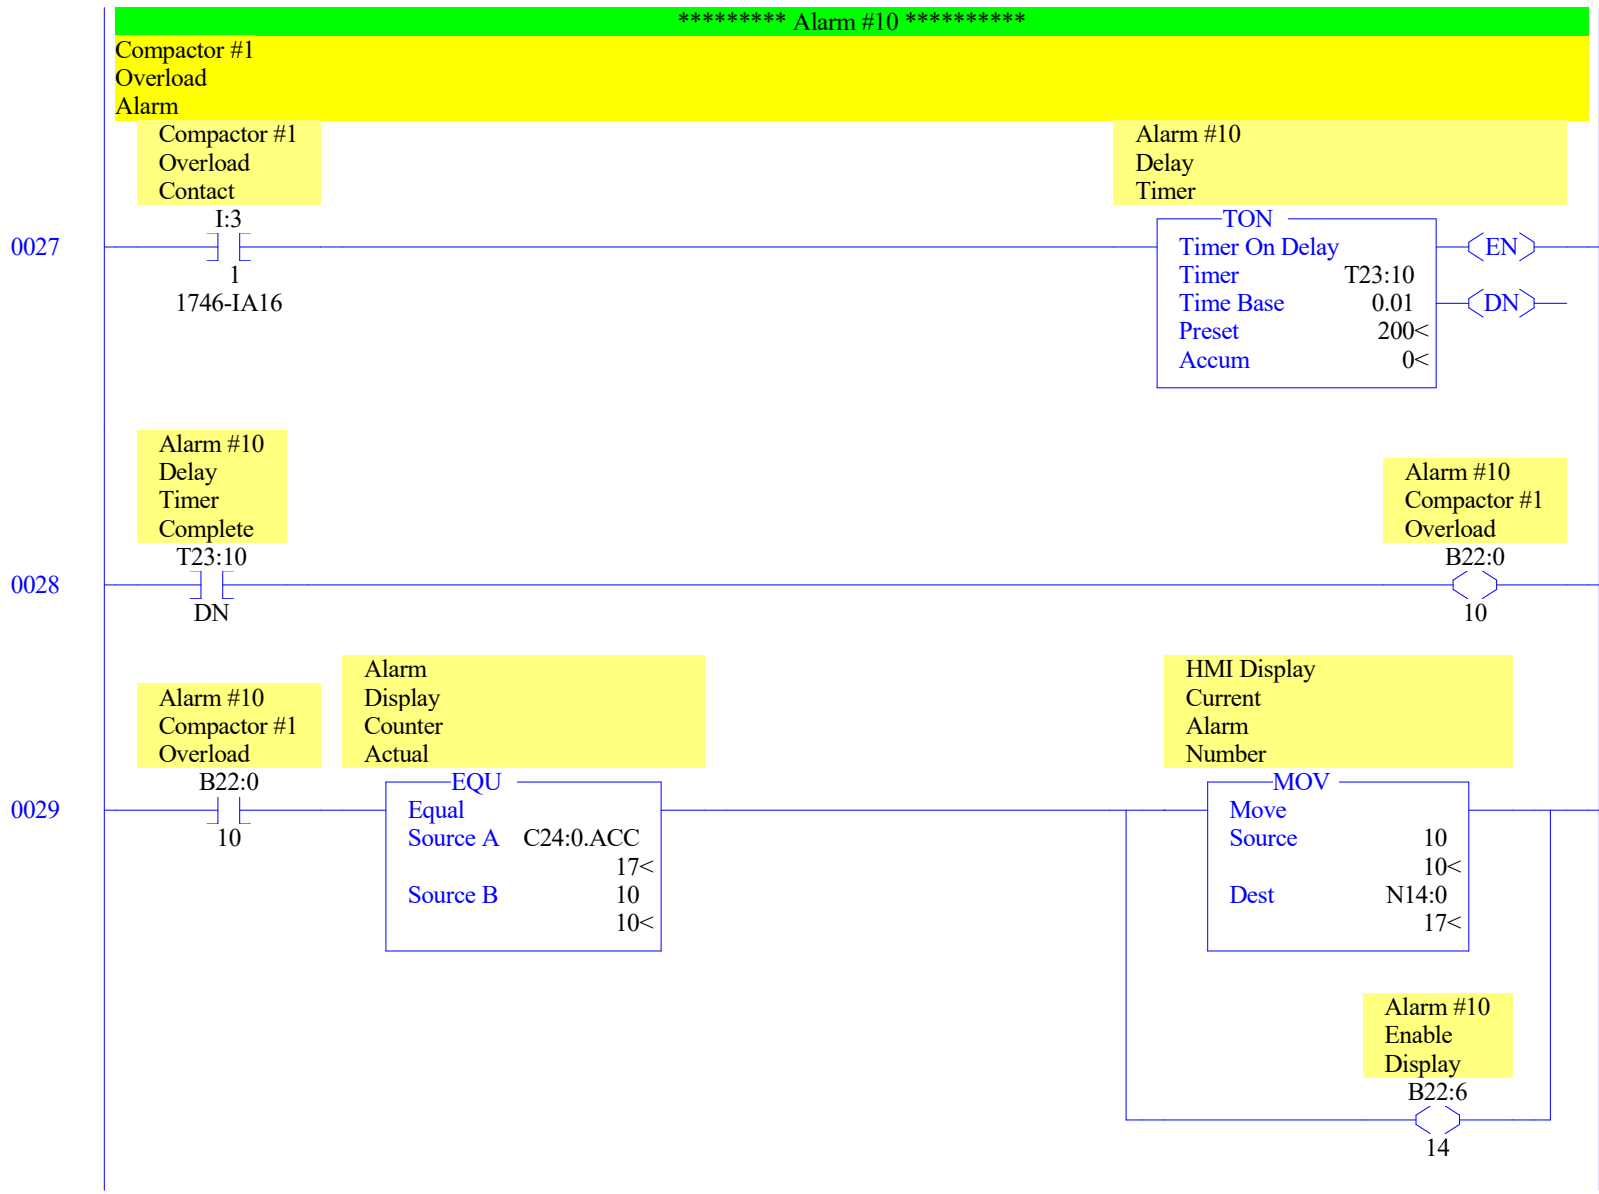 ********* Alarm #10 **********
Compactor #1
Overload
Alarm
Compactor #1
Overload
Contact
I:3
1
1746-IA16
0027
Alarm #10
Delay
Timer
TON
Timer On Delay
Timer T23:10
Time Base 0.01
Preset 200<
Accum 0<
EN
DN
Alarm #10
Delay
Timer
Complete
T23:10
DN
0028
Alarm #10
Compactor #1
Overload
B22:0
10
Alarm #10
Compactor #1
Overload
B22:0
10
0029
Alarm
Display
Counter
Actual
EQU
Equal
Source A C24:0.ACC
17<
Source B 10
10<
HMI Display
Current
Alarm
Number
MOV
Move
Source 10
10<
Dest N14:0
17<
Alarm #10
Enable
Display
B22:6
14